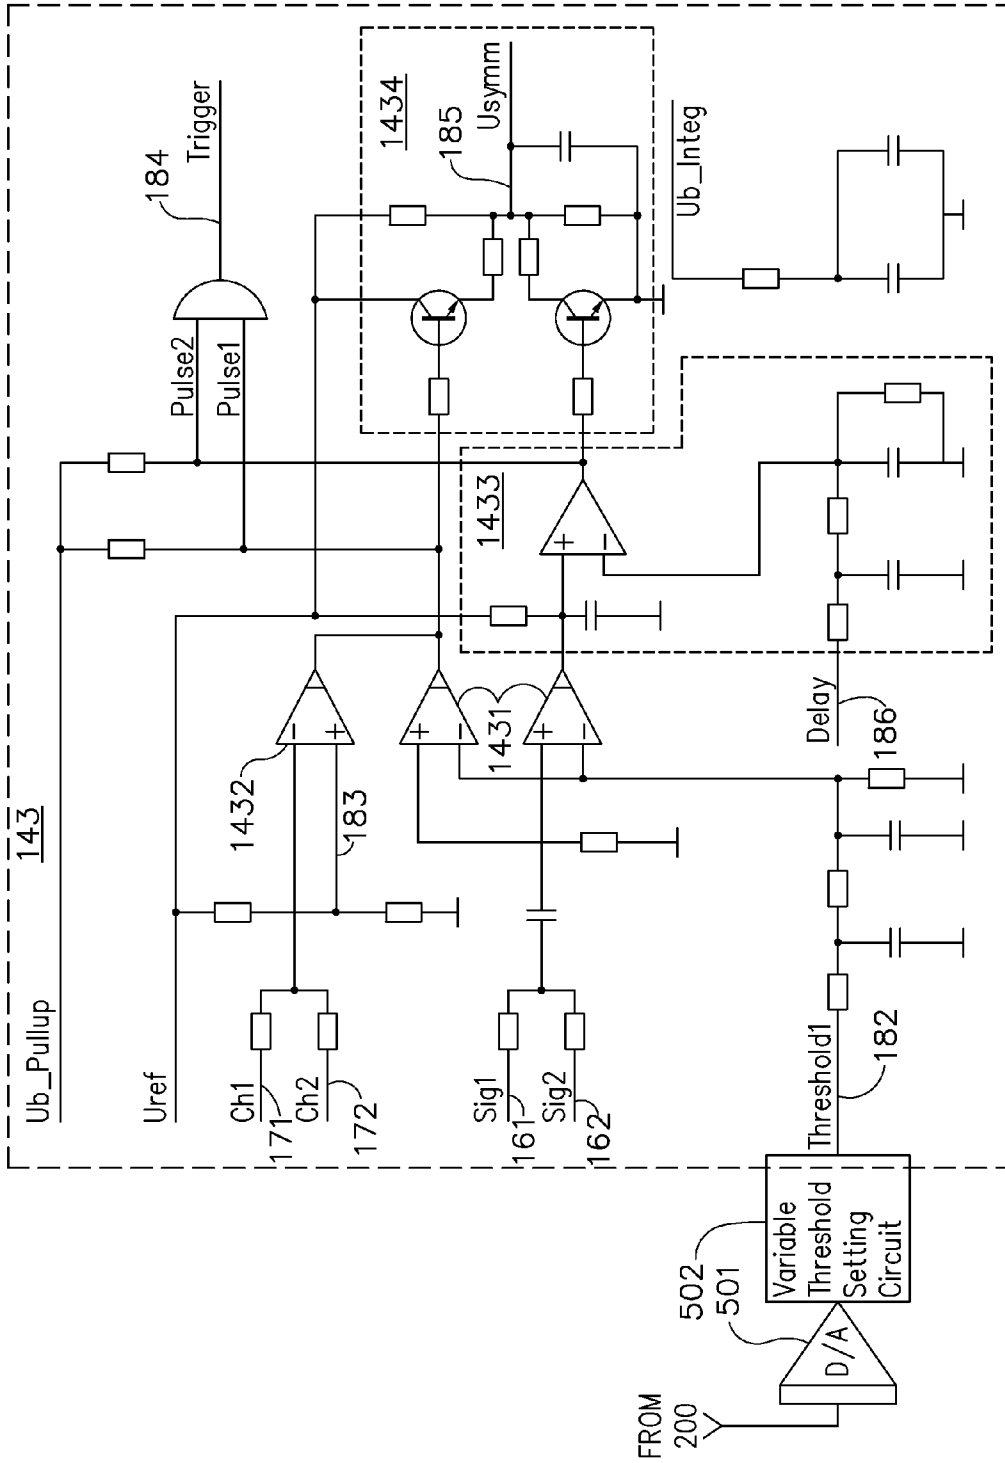 143
Ub_Pullup
Uref
Ch1
171
Ch2
172
1432
183
Sig1
161
Sig2
162
+
−
1431
+
−
+
−
1433
+
−
Pulse2
Pulse1
184
Trigger
1434
185
Usymm
Ub_Integ
Delay
186
Threshold1
182
502
501
Variable
Threshold
Setting
Circuit
D/A
FROM
200